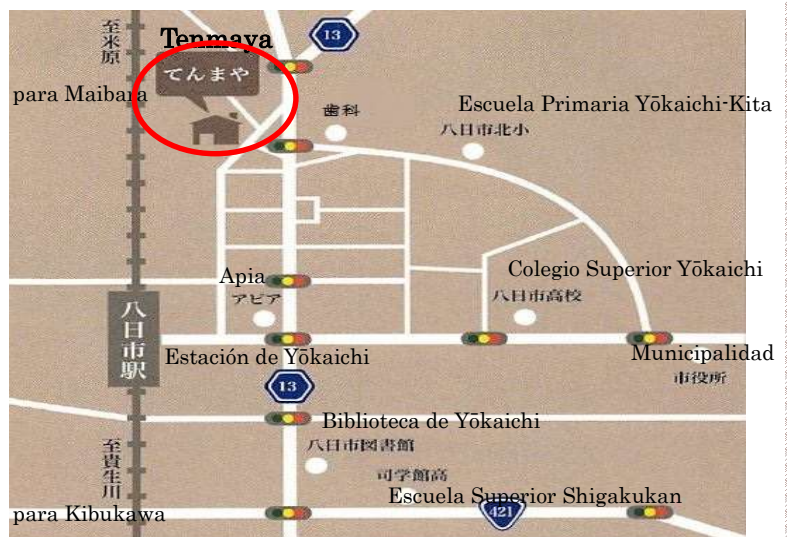 至米原
Tenmaya
13
てんまや
para Maibara
歯科
Escuela Primaria Yōkaichi-Kita
八日市北小
Apia
アピア
Colegio Superior Yōkaichi
八日市高校
八日市駅
Estación de Yōkaichi
Municipalidad
市役所
13
Biblioteca de Yōkaichi
八日市図書館
至貴生川
司学館高
Escuela Superior Shigakukan
421
para Kibukawa